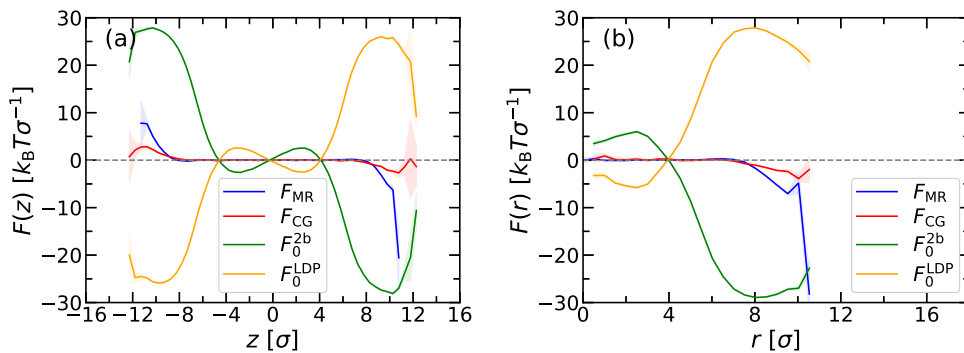 (a)
F(z) [k_BTσ⁻¹]
30
20
10
0
−10
−20
−30
−16 −12 −8 −4 0 4 8 12 16
z [σ]
F_MR
F_CG
F_0^2b
F_0^LDP
(b)
F(r) [k_BTσ⁻¹]
30
20
10
0
−10
−20
−30
0 4 8 12 16
r [σ]
F_MR
F_CG
F_0^2b
F_0^LDP